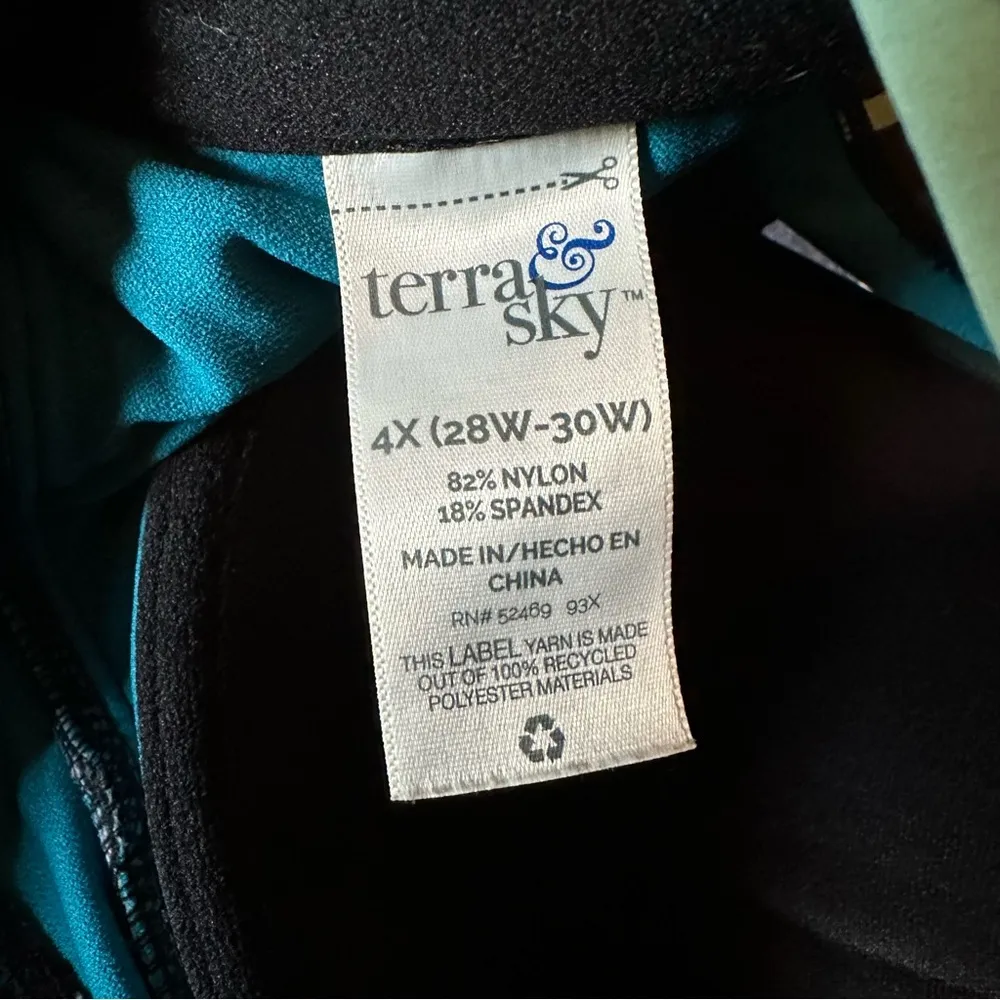 terra &
sky™
4X (28W-30W)
82% NYLON
18% SPANDEX
MADE IN/HECHO EN
CHINA
RN# 52469 93X
THIS LABEL YARN IS MADE
OUT OF 100% RECYCLED
POLYESTER MATERIALS